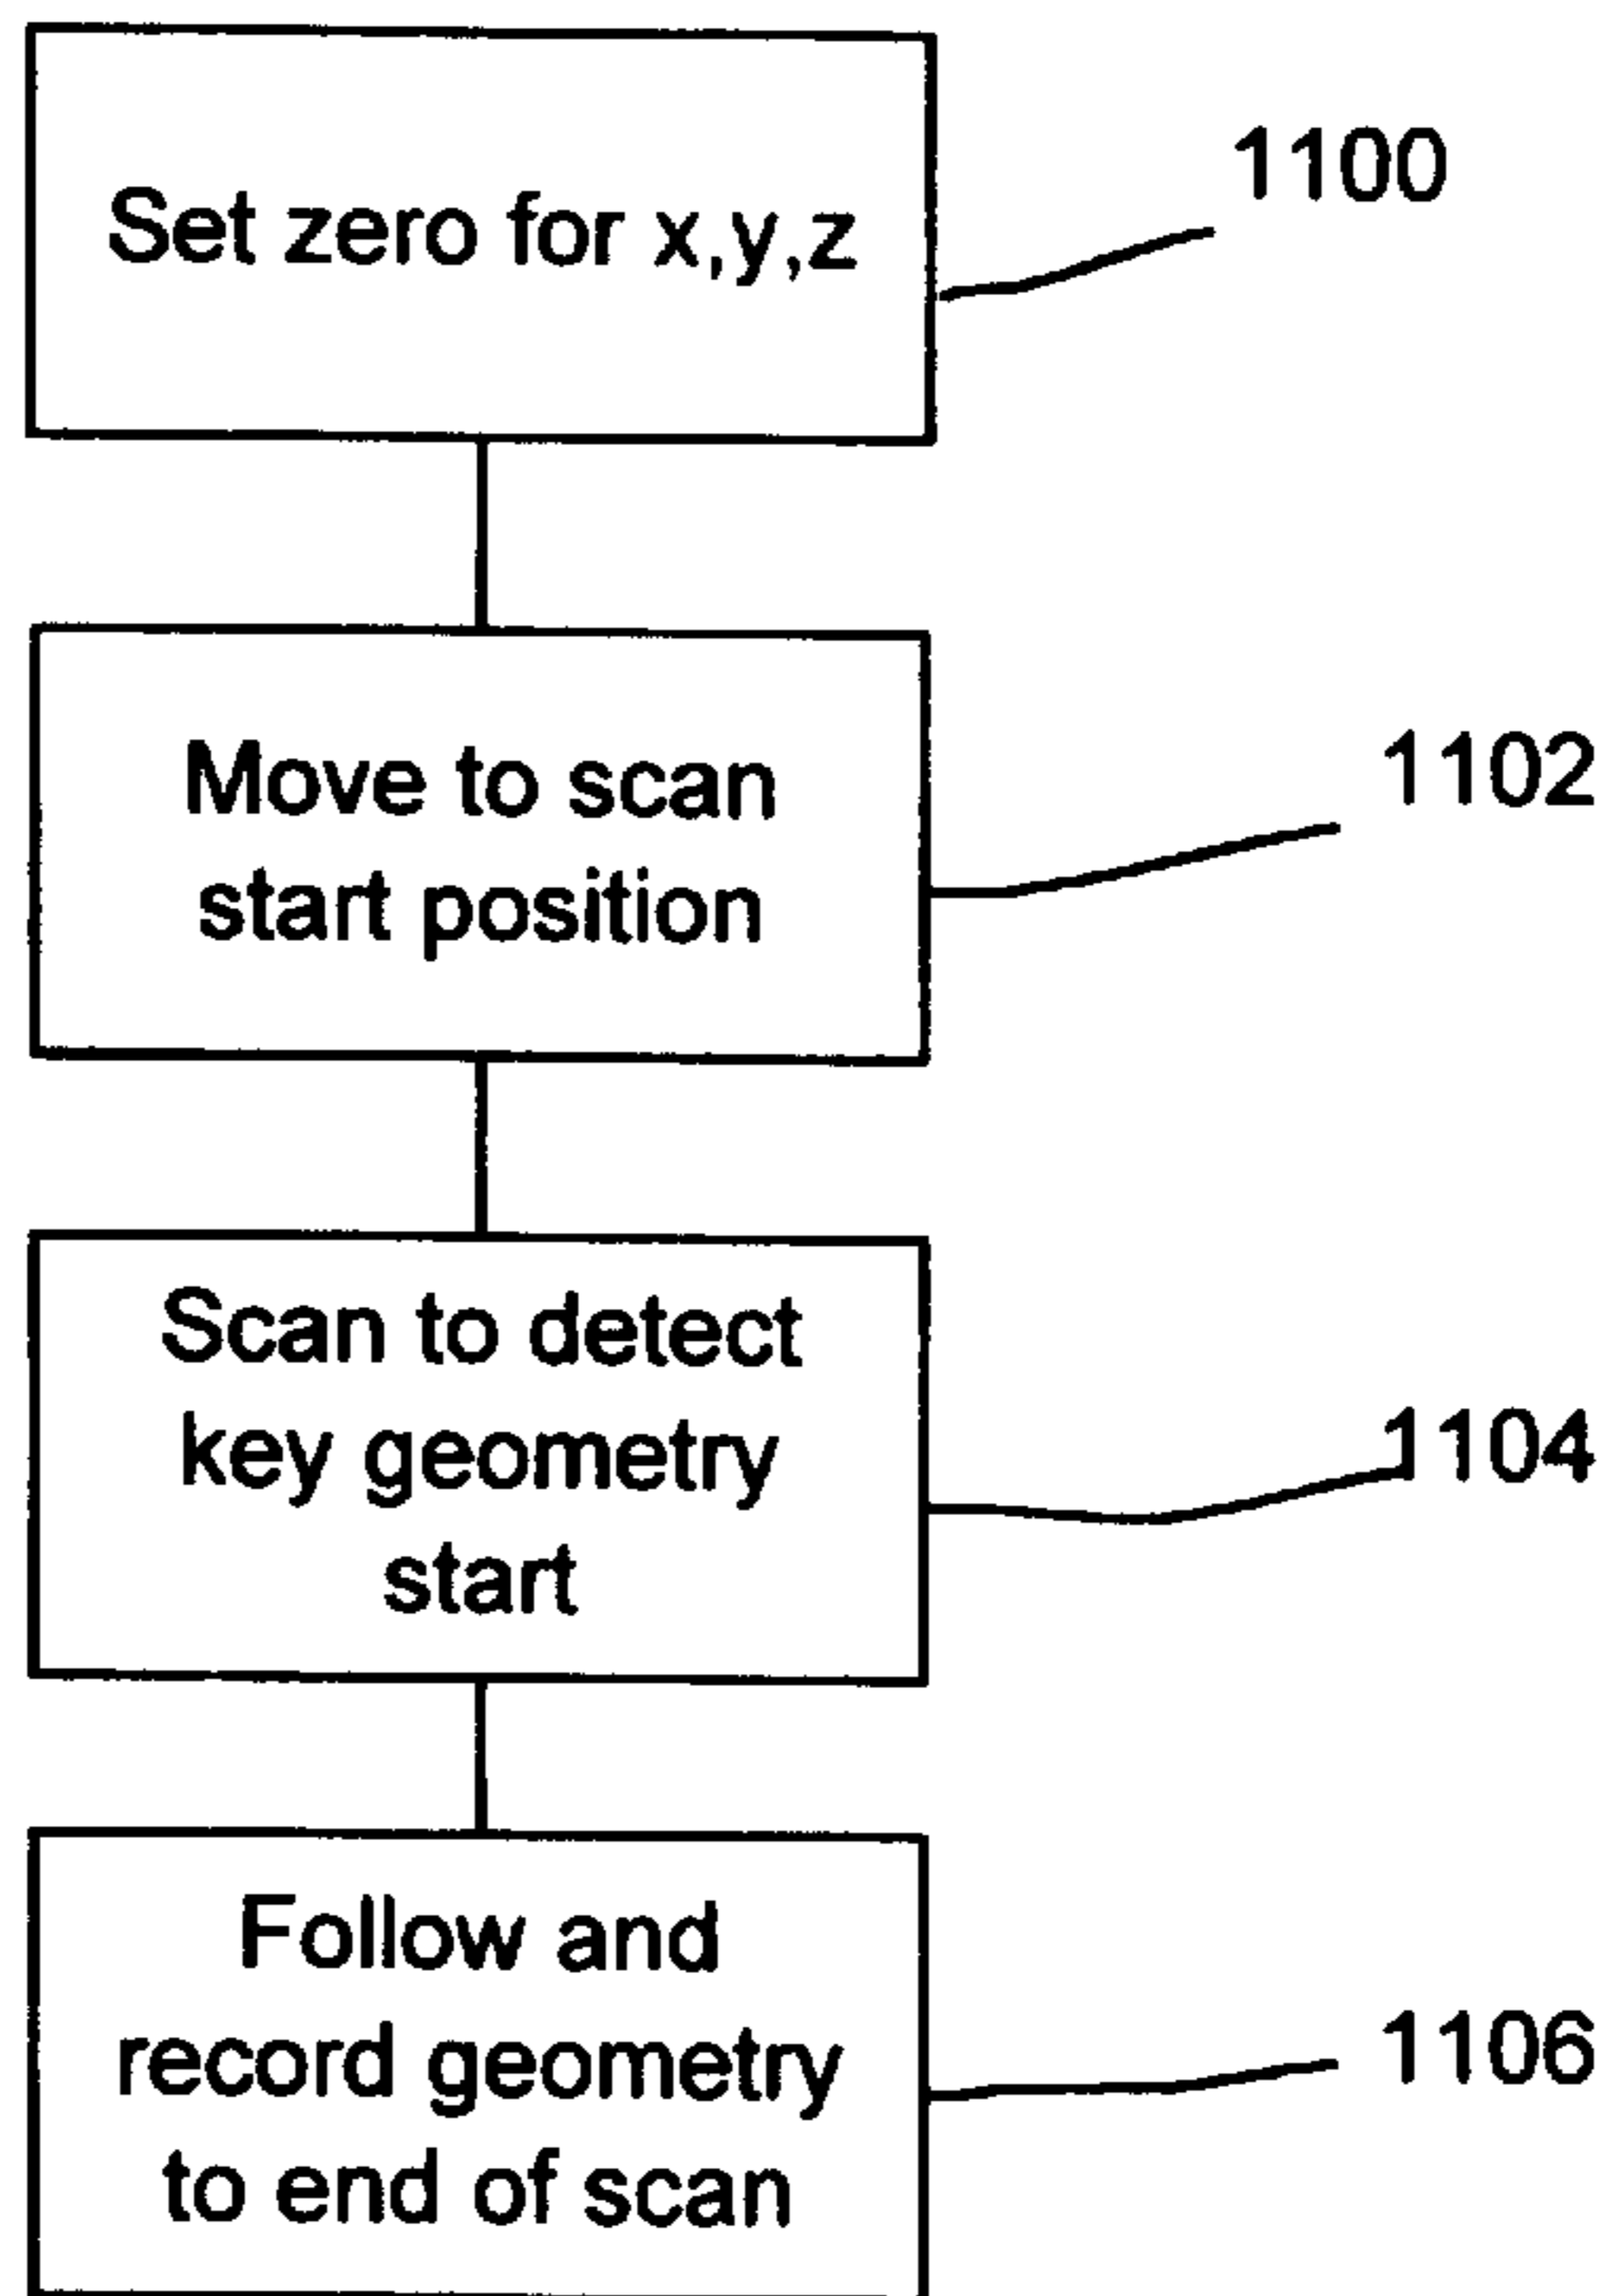 Set zero for x,y,z
1100
Move to scan
start position
1102
Scan to detect
key geometry
start
1104
Follow and
record geometry
to end of scan
1106